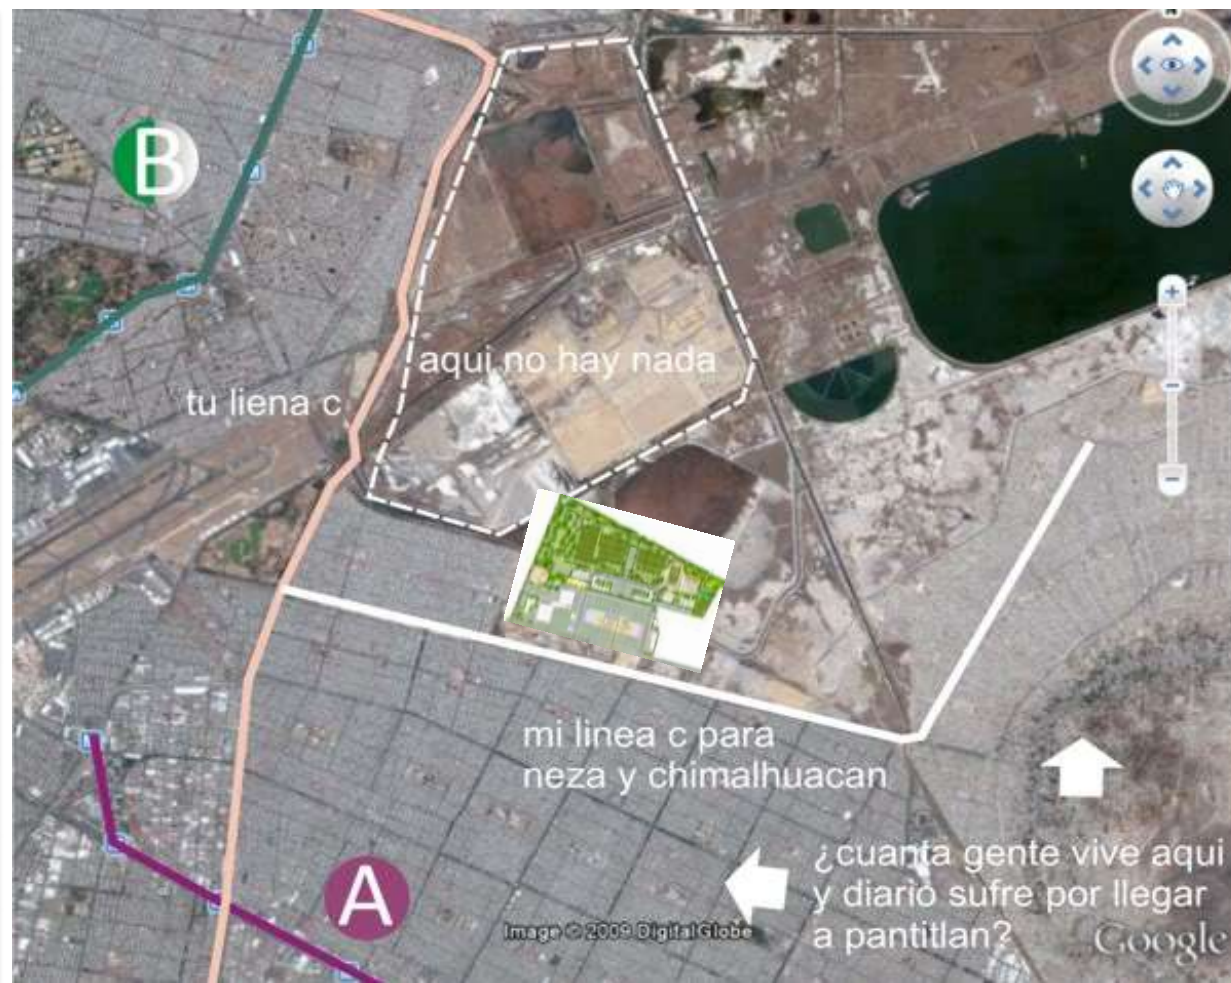 B
aqui no hay nada
tu liena c
mi linea c para
neza y chimalhuacan
¿cuanta gente vive aqui
y diario sufre por llegar
a pantitlan?
A
Image © 2009 DigitalGlobe
Google